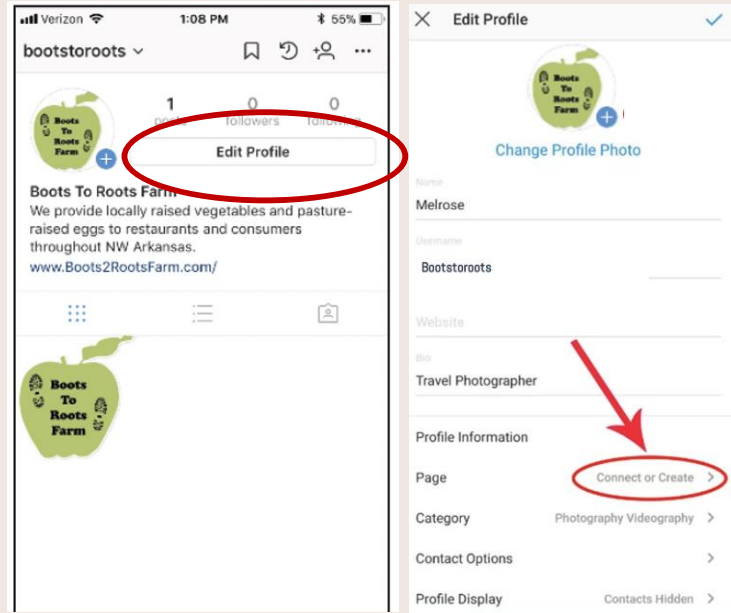 Verizon 1:08 PM 55%
bootstoroots
Boots
To
Roots
Farm
1 0 0
posts followers following
Edit Profile
Boots To Roots Farm
We provide locally raised vegetables and pasture-
raised eggs to restaurants and consumers
throughout NW Arkansas.
www.Boots2RootsFarm.com/
Boots
To
Roots
Farm
Edit Profile
Boots
To
Roots
Farm
Change Profile Photo
Name
Melrose
Username
Bootstoroots
Website
Bio
Travel Photographer
Profile Information
Page Connect or Create
Category Photography Videography
Contact Options
Profile Display Contacts Hidden